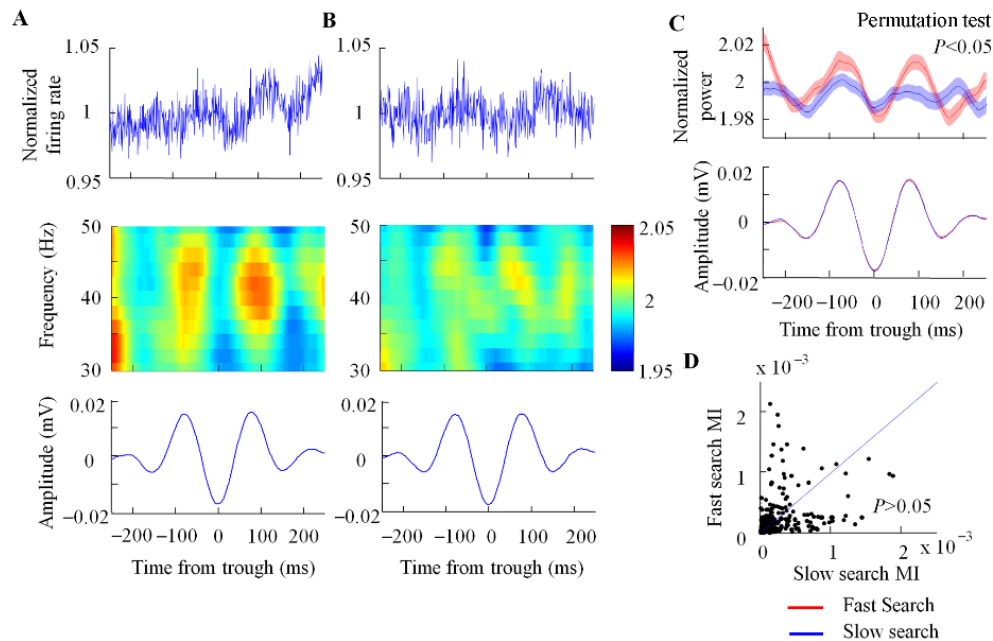 A
Normalized
firing rate
1.05
1
0.95
B
1.05
1
0.95
Frequency (Hz)
50
40
30
50
40
30
2.05
2
1.95
Amplitude (mV)
0.02
0
−0.02
−200
−100
0
100
200
Time from trough (ms)
0.02
0
−0.02
−200
−100
0
100
200
Time from trough (ms)
C
Permutation test
P<0.05
Normalized
power
2.02
2
1.98
Amplitude (mV)
0.02
0
−0.02
−200
−100
0
100
200
Time from trough (ms)
D
x 10⁻³
Fast search MI
2
1
0
P>0.05
0
1
2
x 10⁻³
Slow search MI
Fast Search
Slow search